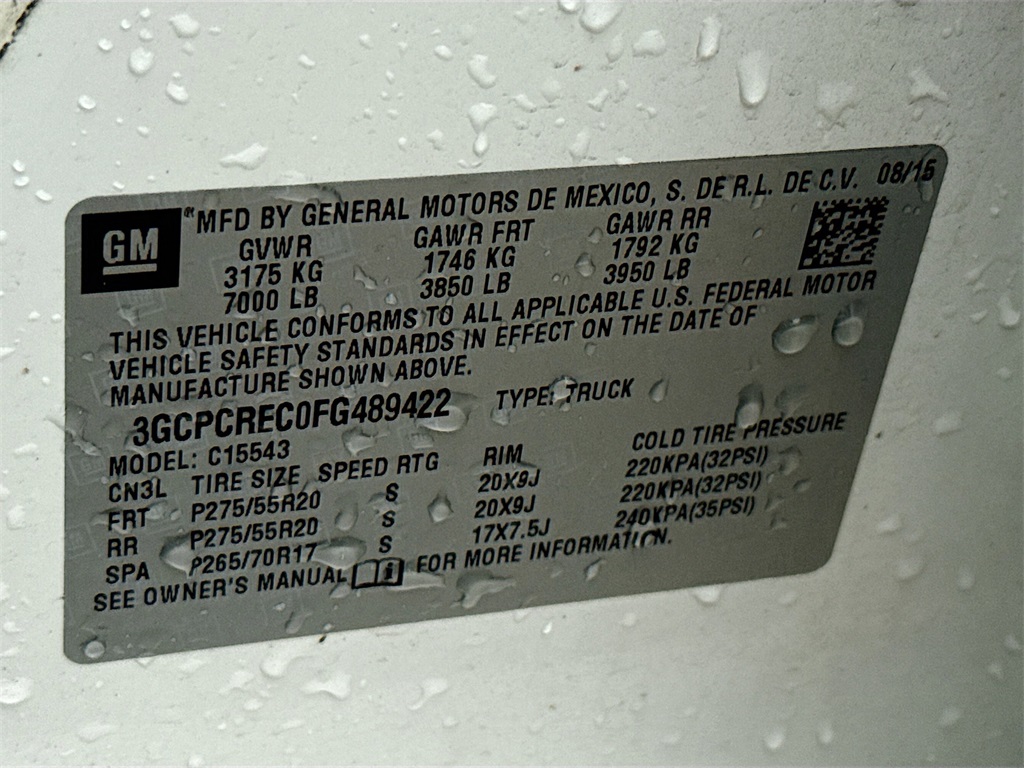 GM
MFD BY GENERAL MOTORS DE MEXICO, S. DE R.L. DE C.V. 08/15
GVWR GAWR FRT GAWR RR
3175 KG 1746 KG 1792 KG
7000 LB 3850 LB 3950 LB
THIS VEHICLE CONFORMS TO ALL APPLICABLE U.S. FEDERAL MOTOR
VEHICLE SAFETY STANDARDS IN EFFECT ON THE DATE OF
MANUFACTURE SHOWN ABOVE.
3GCPCREC0FG489422 TYPE: TRUCK
MODEL: C15543
CN3L TIRE SIZE SPEED RTG RIM COLD TIRE PRESSURE
FRT P275/55R20 S 20X9J 220KPA(32PSI)
RR P275/55R20 S 20X9J 220KPA(32PSI)
SPA P265/70R17 S 17X7.5J 240KPA(35PSI)
SEE OWNER'S MANUAL i FOR MORE INFORMATION.